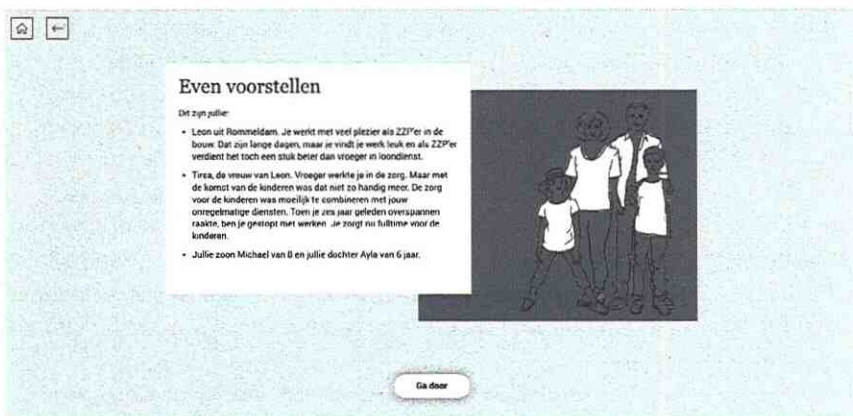 Even voorstellen
Dit zijn jullie:
• Leon uit Rommeldam. Je werkt met veel plezier als ZZP'er in de
bouw. Dat zijn lange dagen, maar je vindt je werk leuk en als ZZP'er
verdient het toch een stuk beter dan vroeger in loondienst.
• Tirza, de vrouw van Leon. Vroeger werkte je in de zorg. Maar met
de komst van de kinderen was dat niet zo handig meer. De zorg
voor de kinderen was moeilijk te combineren met jouw
onregelmatige diensten. Toen je zes jaar geleden overspannen
raakte, ben je gestopt met werken. Je zorgt nu fulltime voor de
kinderen.
• Jullie zoon Michael van 8 en jullie dochter Ayla van 6 jaar.
Ga door